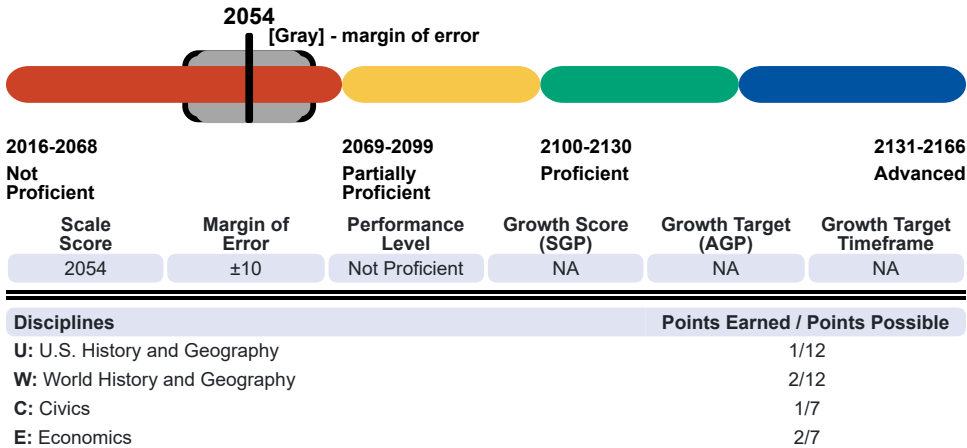 2054
[Gray] - margin of error
2016-2068 2069-2099 2100-2130 2131-2166
Not Proficient Partially Proficient Proficient Advanced
Scale Score Margin of Error Performance Level Growth Score (SGP) Growth Target (AGP) Growth Target Timeframe
2054 ±10 Not Proficient NA NA NA
Disciplines Points Earned / Points Possible
U: U.S. History and Geography 1/12
W: World History and Geography 2/12
C: Civics 1/7
E: Economics 2/7